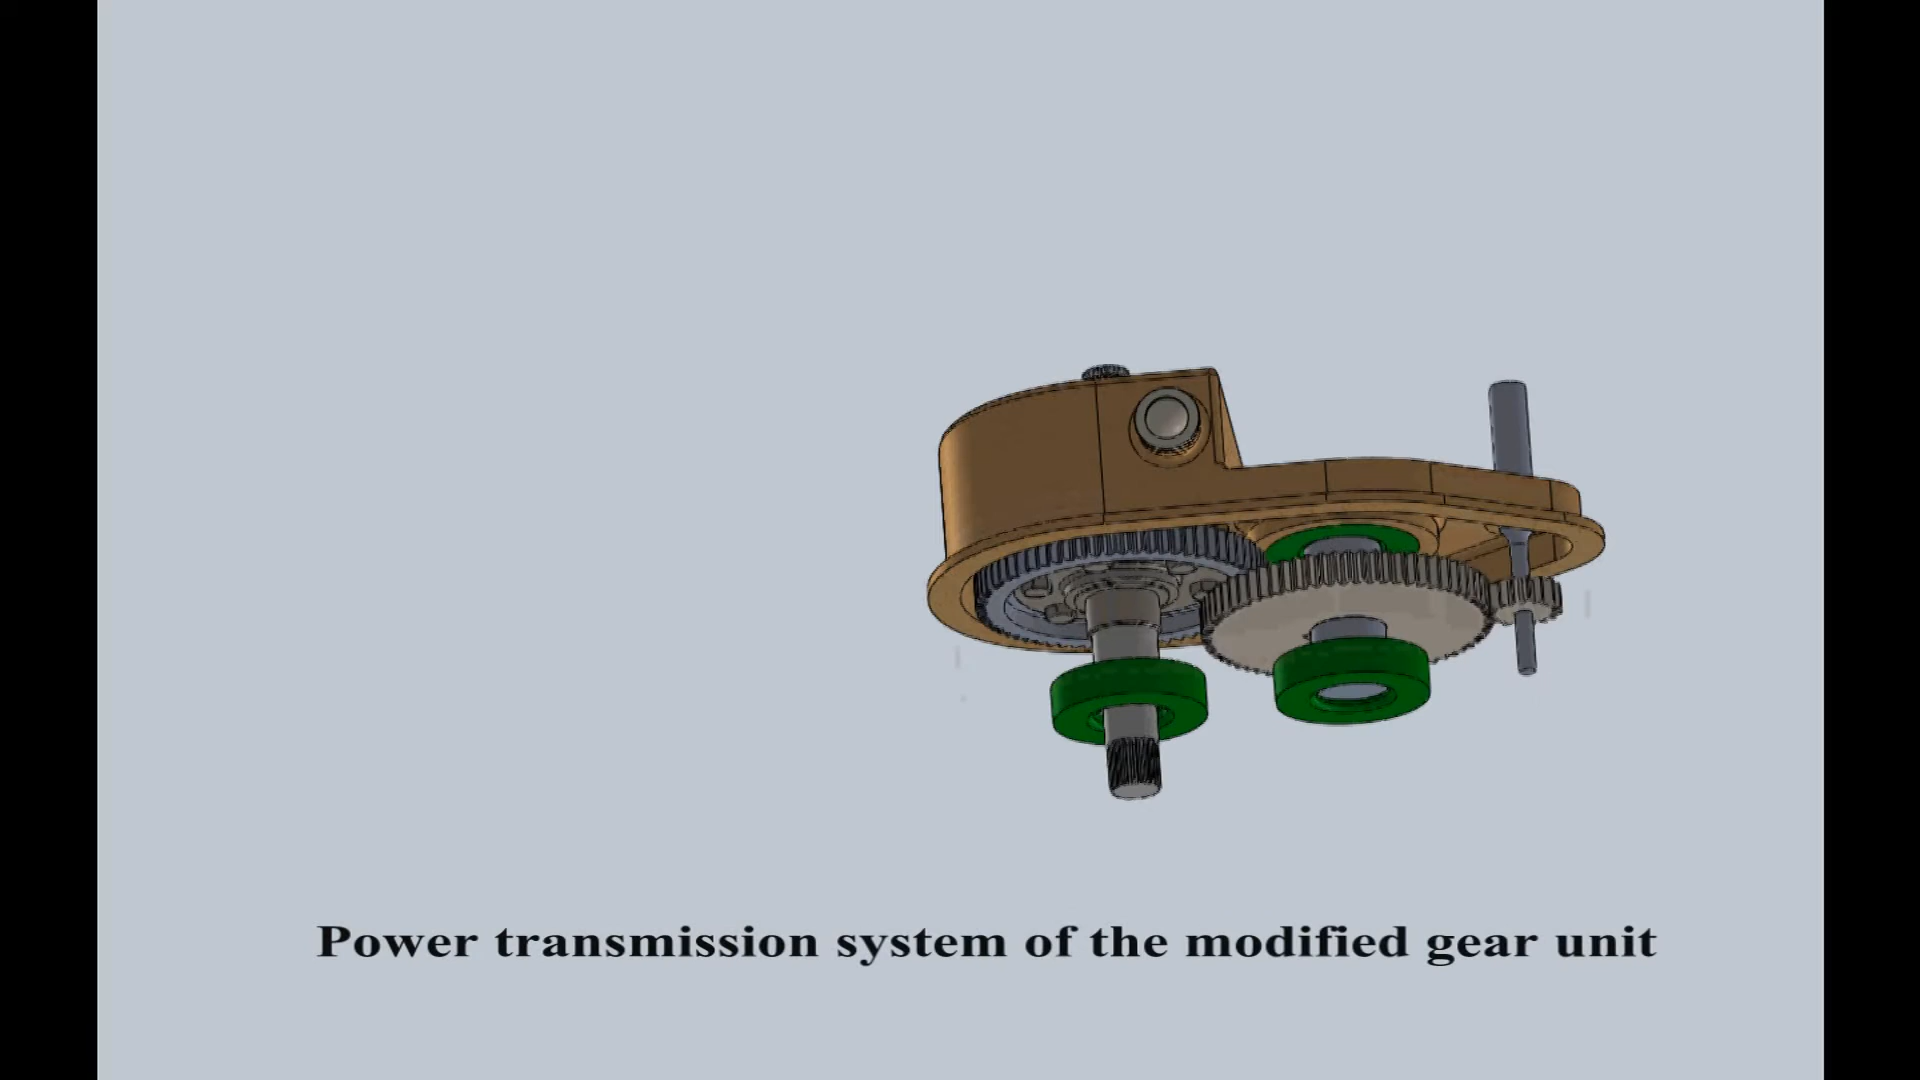 Power transmission system of the modified gear unit